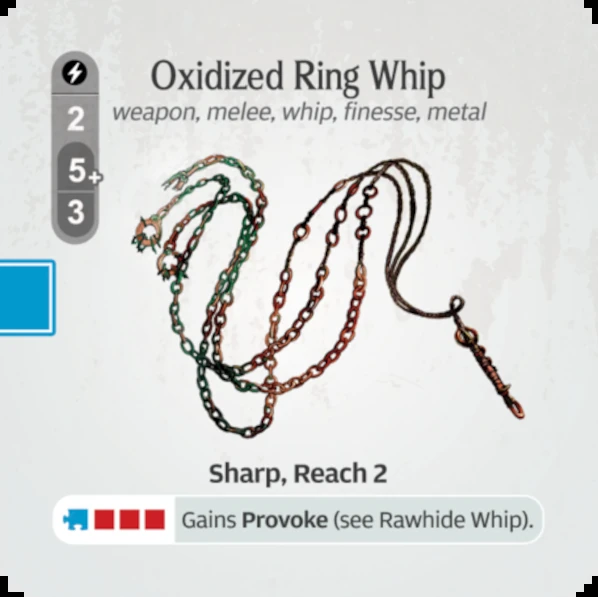 Oxidized Ring Whip
weapon, melee, whip, finesse, metal
2
5+
3
Sharp, Reach 2
Gains Provoke (see Rawhide Whip).